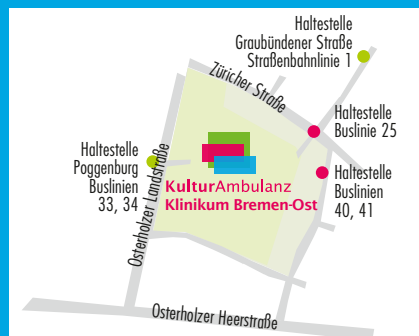 Haltestelle
Graubündener Straße
Straßenbahnlinie 1
Züricher Straße
Haltestelle
Buslinie 25
Haltestelle
Poggenburg
Buslinien
33, 34
Osterholzer Landstraße
Haltestelle
Buslinien
40, 41
KulturAmbulanz
Klinikum Bremen-Ost
Osterholzer Heerstraße